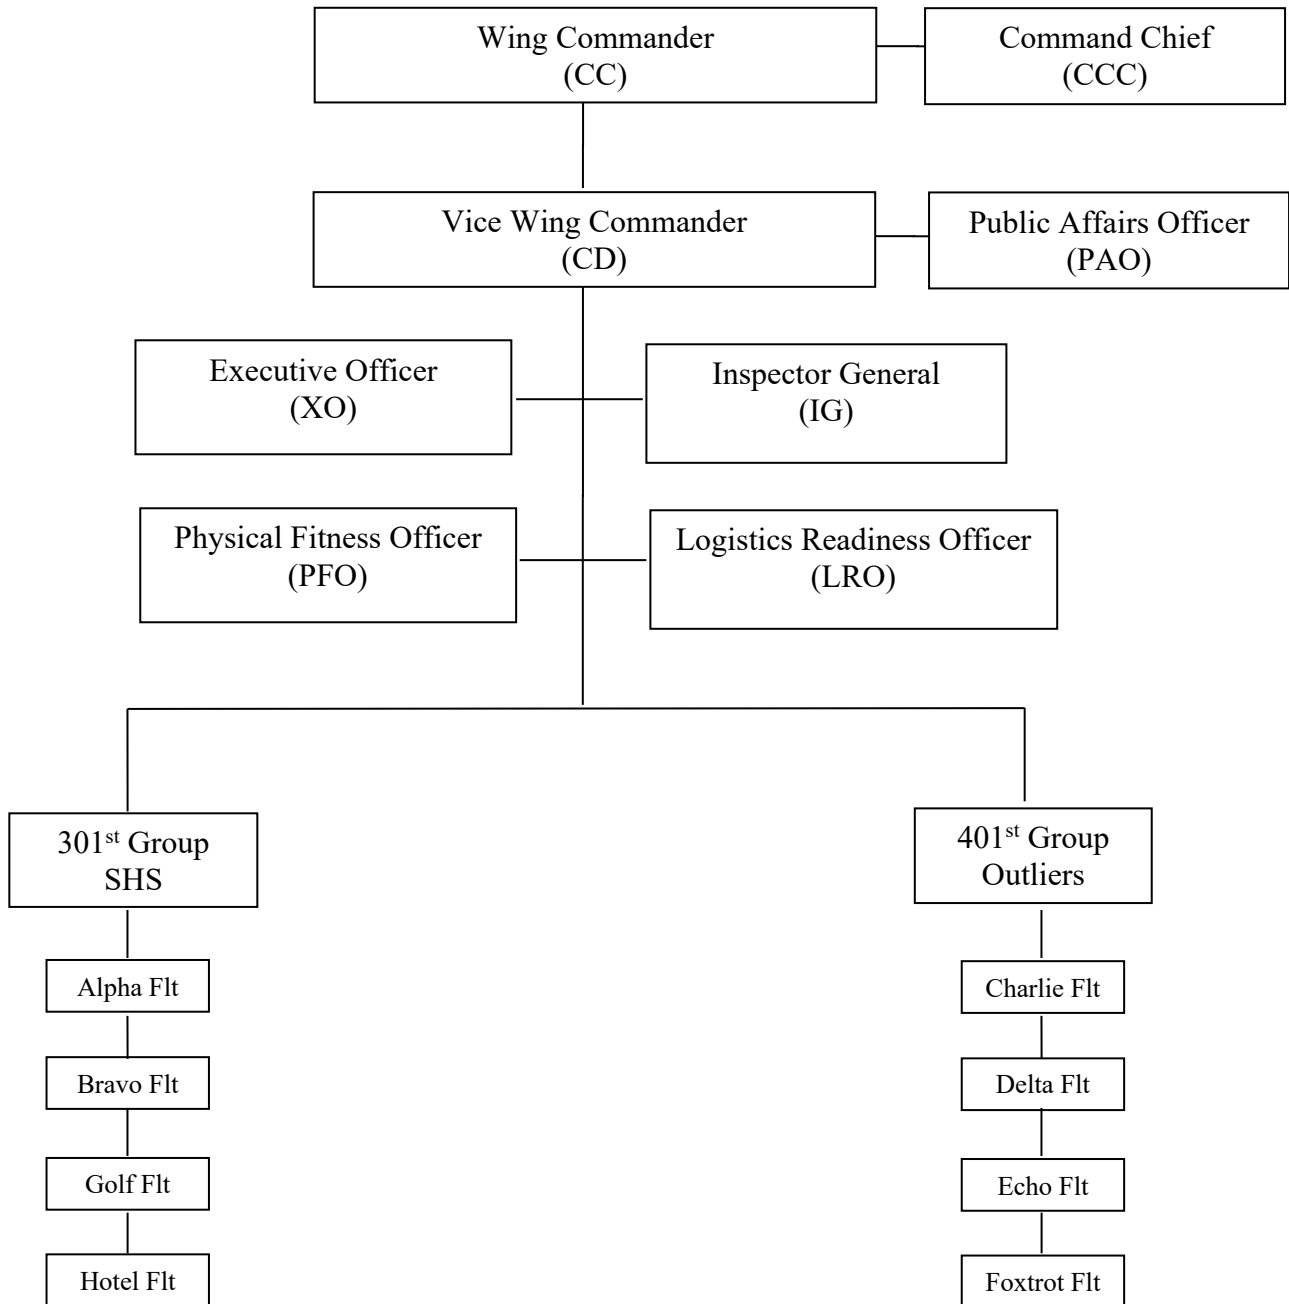 Wing Commander
(CC)
Command Chief
(CCC)
Vice Wing Commander
(CD)
Public Affairs Officer
(PAO)
Executive Officer
(XO)
Inspector General
(IG)
Physical Fitness Officer
(PFO)
Logistics Readiness Officer
(LRO)
301st Group
SHS
401st Group
Outliers
Alpha Flt
Charlie Flt
Bravo Flt
Delta Flt
Golf Flt
Echo Flt
Hotel Flt
Foxtrot Flt